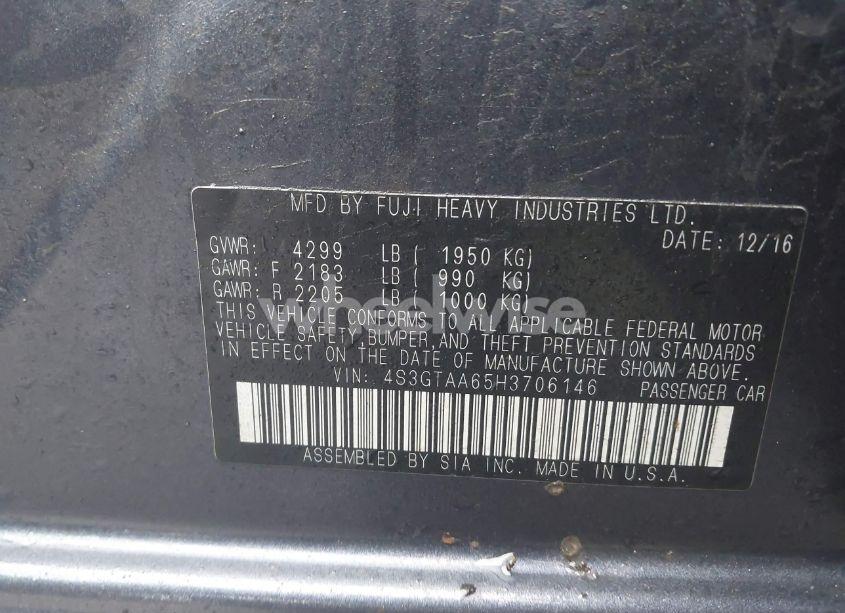 MFD BY FUJI HEAVY INDUSTRIES LTD.
DATE: 12/16
GVWR: 4299 LB ( 1950 KG)
GAWR: F 2183 LB ( 990 KG)
GAWR: R 2205 LB ( 1000 KG)
wheelwise
THIS VEHICLE CONFORMS TO ALL APPLICABLE FEDERAL MOTOR
VEHICLE SAFETY,BUMPER,AND THEFT PREVENTION STANDARDS
IN EFFECT ON THE DATE OF MANUFACTURE SHOWN ABOVE.
VIN: 4S3GTAA65H3706146 PASSENGER CAR
ASSEMBLED BY SIA INC. MADE IN U.S.A.